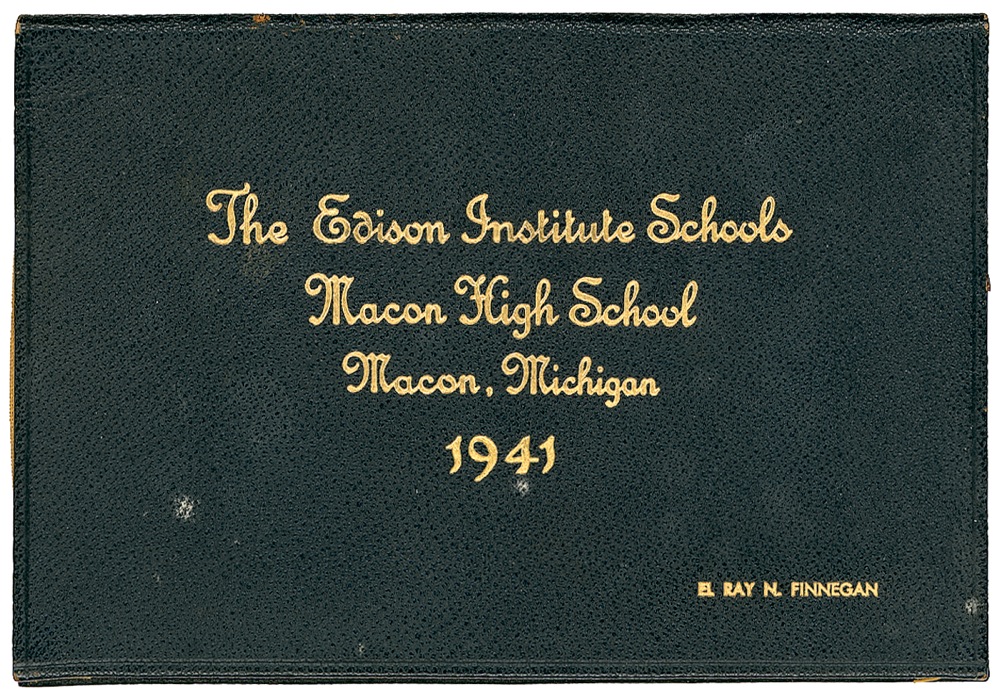 The Edison Institute Schools
Macon High School
Macon, Michigan
1941
EL RAY N. FINNEGAN